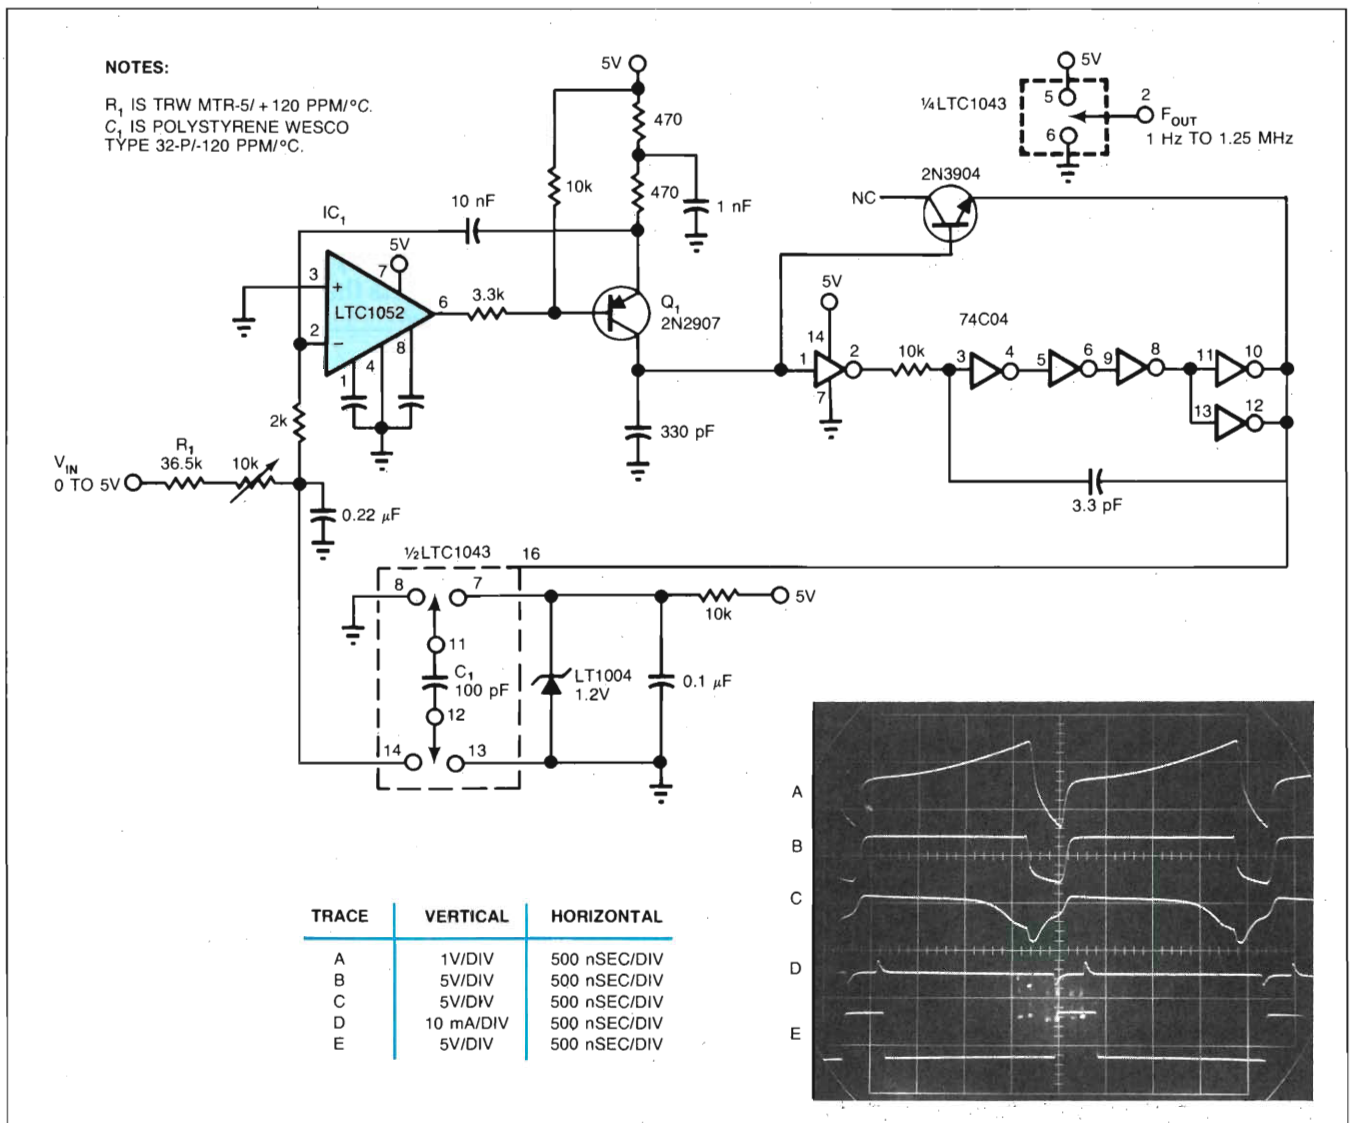 NOTES:
R1 IS TRW MTR-5/ + 120 PPM/°C.
C1 IS POLYSTYRENE WESCO
TYPE 32-P/-120 PPM/°C.
5V
470
470
10k
1 nF
10 nF
IC1
5V
3
+
7
LTC1052
6
3.3k
2
−
8
1
4
Q1
2N2907
330 pF
2k
R1
36.5k
10k
VIN
0 TO 5V
0.22 µF
5V
¼LTC1043
5
2
FOUT
6
1 Hz TO 1.25 MHz
2N3904
NC
5V
74C04
14
1
2
7
10k
3
4
5
6
9
8
11
10
13
12
3.3 pF
½LTC1043
16
8
7
11
C1
100 pF
12
14
13
10k
5V
LT1004
1.2V
0.1 µF
A
B
C
D
E
TRACE VERTICAL HORIZONTAL
A 1V/DIV 500 nSEC/DIV
B 5V/DIV 500 nSEC/DIV
C 5V/DIV 500 nSEC/DIV
D 10 mA/DIV 500 nSEC/DIV
E 5V/DIV 500 nSEC/DIV